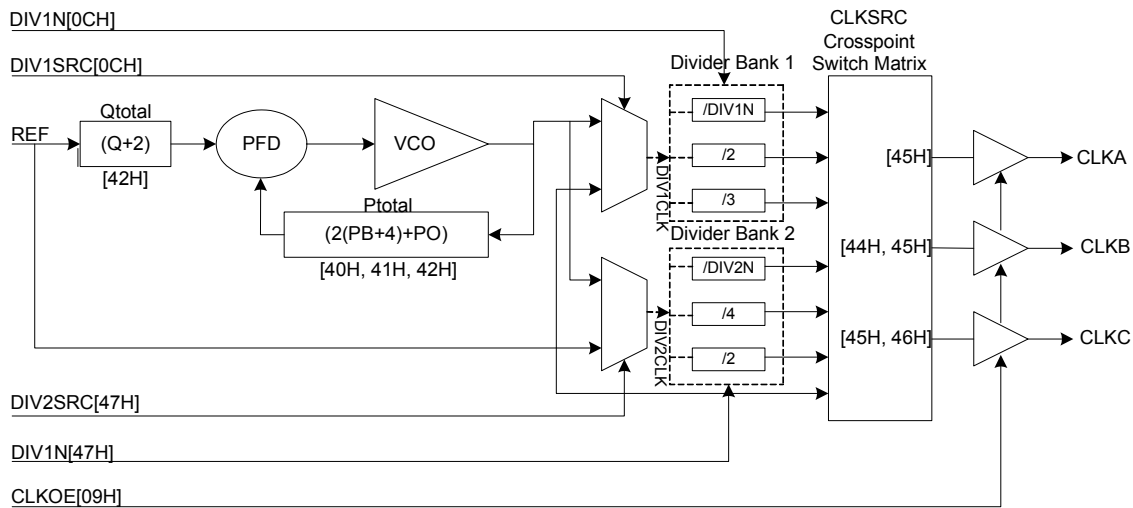 DIV1N[0CH]
CLKSRC
Crosspoint
Switch Matrix
DIV1SRC[0CH]
Divider Bank 1
Qtotal
/DIV1N
REF
(Q+2)
PFD
VCO
[42H]
/2
[45H]
CLKA
DIV1CLK
/3
Ptotal
(2(PB+4)+PO)
[40H, 41H, 42H]
Divider Bank 2
[44H, 45H]
CLKB
/DIV2N
/4
DIV2CLK
/2
[45H, 46H]
CLKC
DIV2SRC[47H]
DIV1N[47H]
CLKOE[09H]